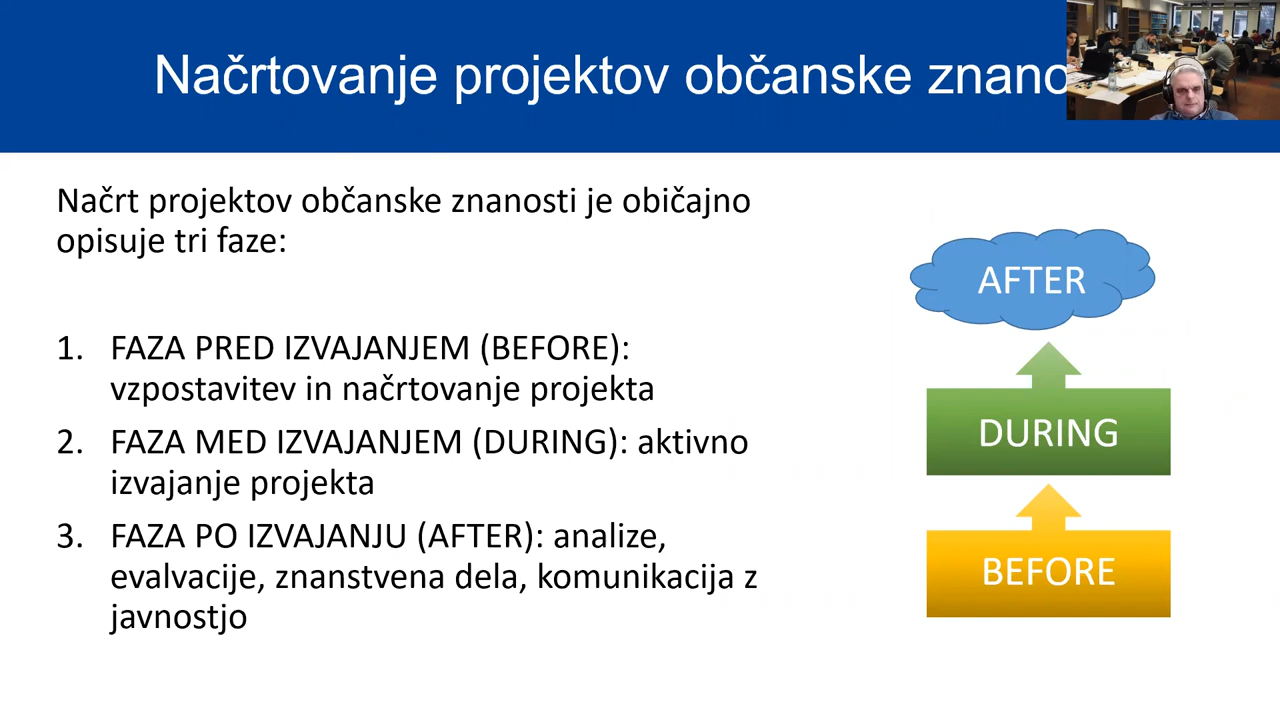 Načrtovanje projektov občanske znano
Načrt projektov občanske znanosti je običajno
opisuje tri faze:
1. FAZA PRED IZVAJANJEM (BEFORE):
vzpostavitev in načrtovanje projekta
2. FAZA MED IZVAJANJEM (DURING): aktivno
izvajanje projekta
3. FAZA PO IZVAJANJU (AFTER): analize,
evalvacije, znanstvena dela, komunikacija z
javnostjo
AFTER
DURING
BEFORE